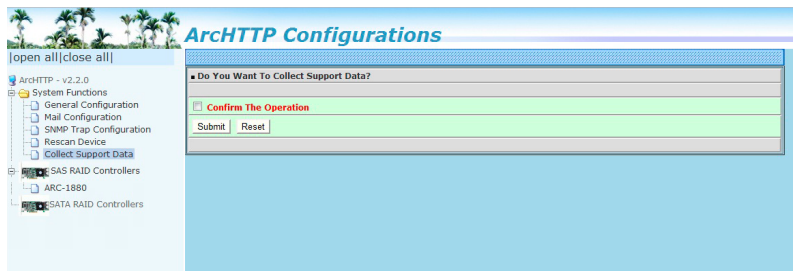 ArcHTTP Configurations
|open all|close all|
ArcHTTP - v2.2.0
System Functions
General Configuration
Mail Configuration
SNMP Trap Configuration
Rescan Device
Collect Support Data
SAS RAID Controllers
ARC-1880
SATA RAID Controllers
Do You Want To Collect Support Data?
Confirm The Operation
Submit Reset